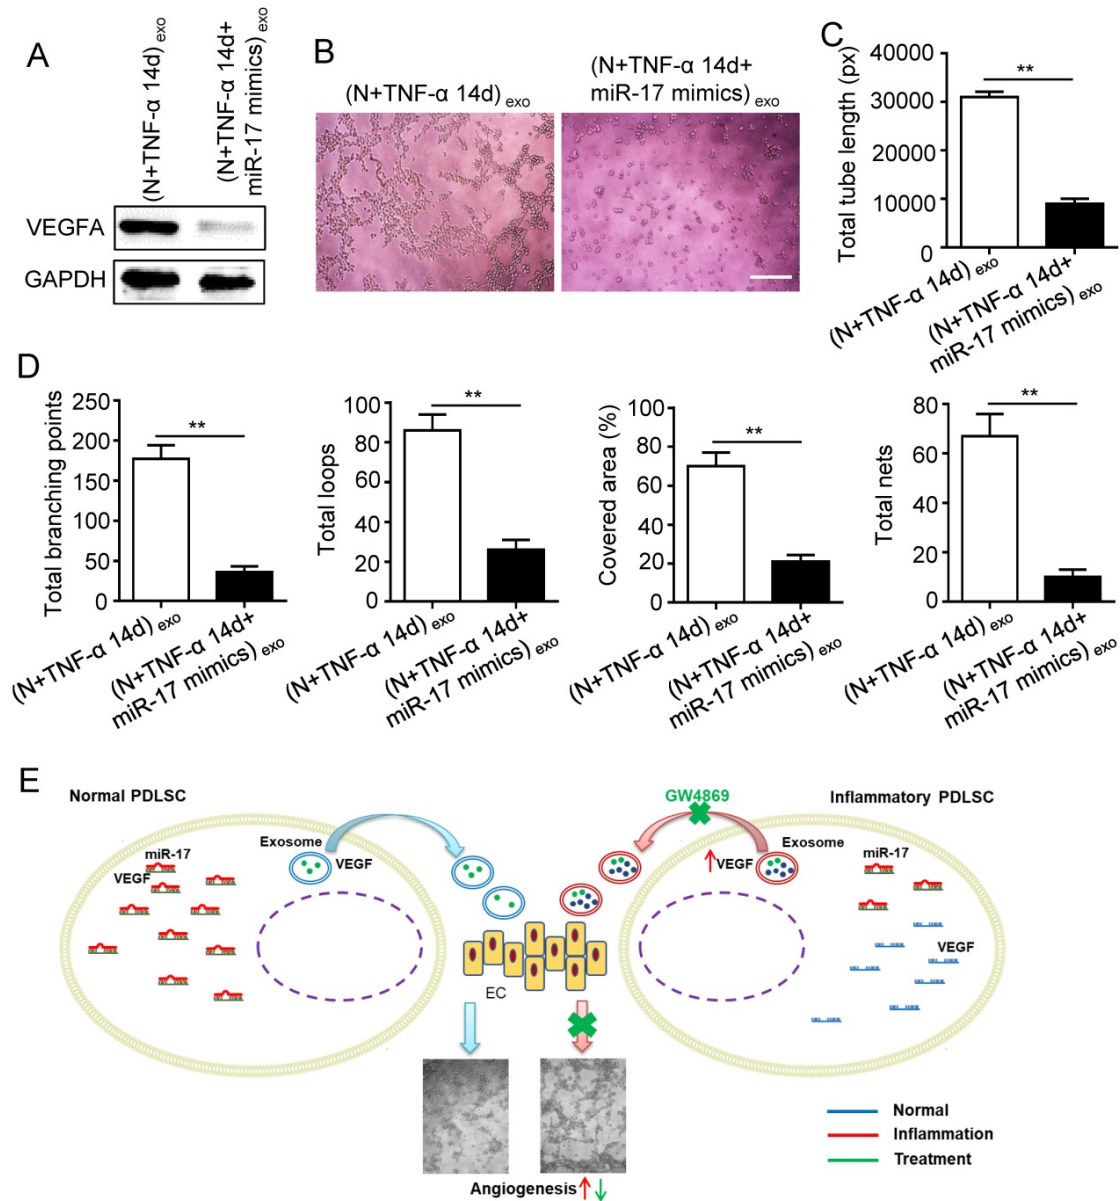 A
(N+TNF-α 14d) exo
(N+TNF-α 14d+
miR-17 mimics) exo
VEGFA
GAPDH
B
(N+TNF-α 14d) exo
(N+TNF-α 14d+
miR-17 mimics) exo
C
Total tube length (px)
40000
30000
20000
10000
0
**
(N+TNF-α 14d) exo
(N+TNF-α 14d+
miR-17 mimics) exo
D
Total branching points
250
200
150
100
50
0
**
(N+TNF-α 14d) exo
(N+TNF-α 14d+
miR-17 mimics) exo
Total loops
100
80
60
40
20
0
**
(N+TNF-α 14d) exo
(N+TNF-α 14d+
miR-17 mimics) exo
Covered area (%)
100
80
60
40
20
0
**
(N+TNF-α 14d) exo
(N+TNF-α 14d+
miR-17 mimics) exo
Total nets
80
60
40
20
0
**
(N+TNF-α 14d) exo
(N+TNF-α 14d+
miR-17 mimics) exo
E
Normal PDLSC
miR-17
VEGF
Exosome
VEGF
GW4869
Inflammatory PDLSC
Exosome
VEGF
miR-17
VEGF
EC
Angiogenesis
Normal
Inflammation
Treatment